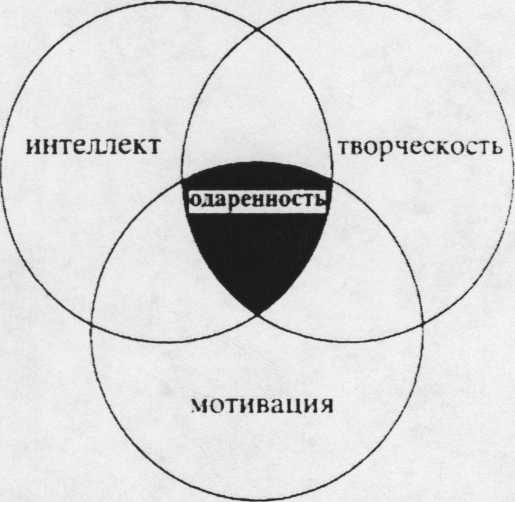 интеллект
творческость
одаренность
мотивация